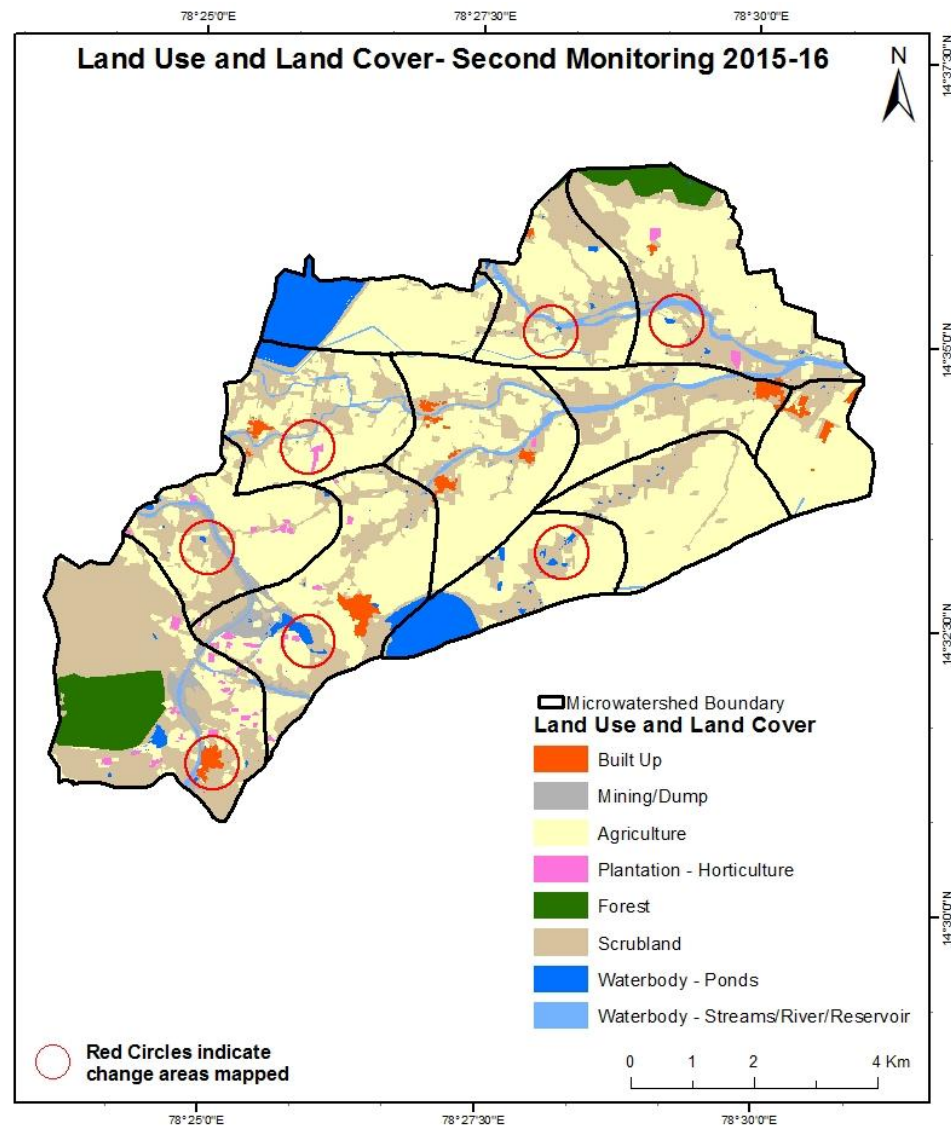 78°25'0"E
78°27'30"E
78°30'0"E
Land Use and Land Cover- Second Monitoring 2015-16
N
14°37'30"N
14°35'0"N
14°32'30"N
14°30'0"N
Microwatershed Boundary
Land Use and Land Cover
Built Up
Mining/Dump
Agriculture
Plantation - Horticulture
Forest
Scrubland
Waterbody - Ponds
Waterbody - Streams/River/Reservoir
Red Circles indicate
change areas mapped
0 1 2 4 Km
78°25'0"E
78°27'30"E
78°30'0"E